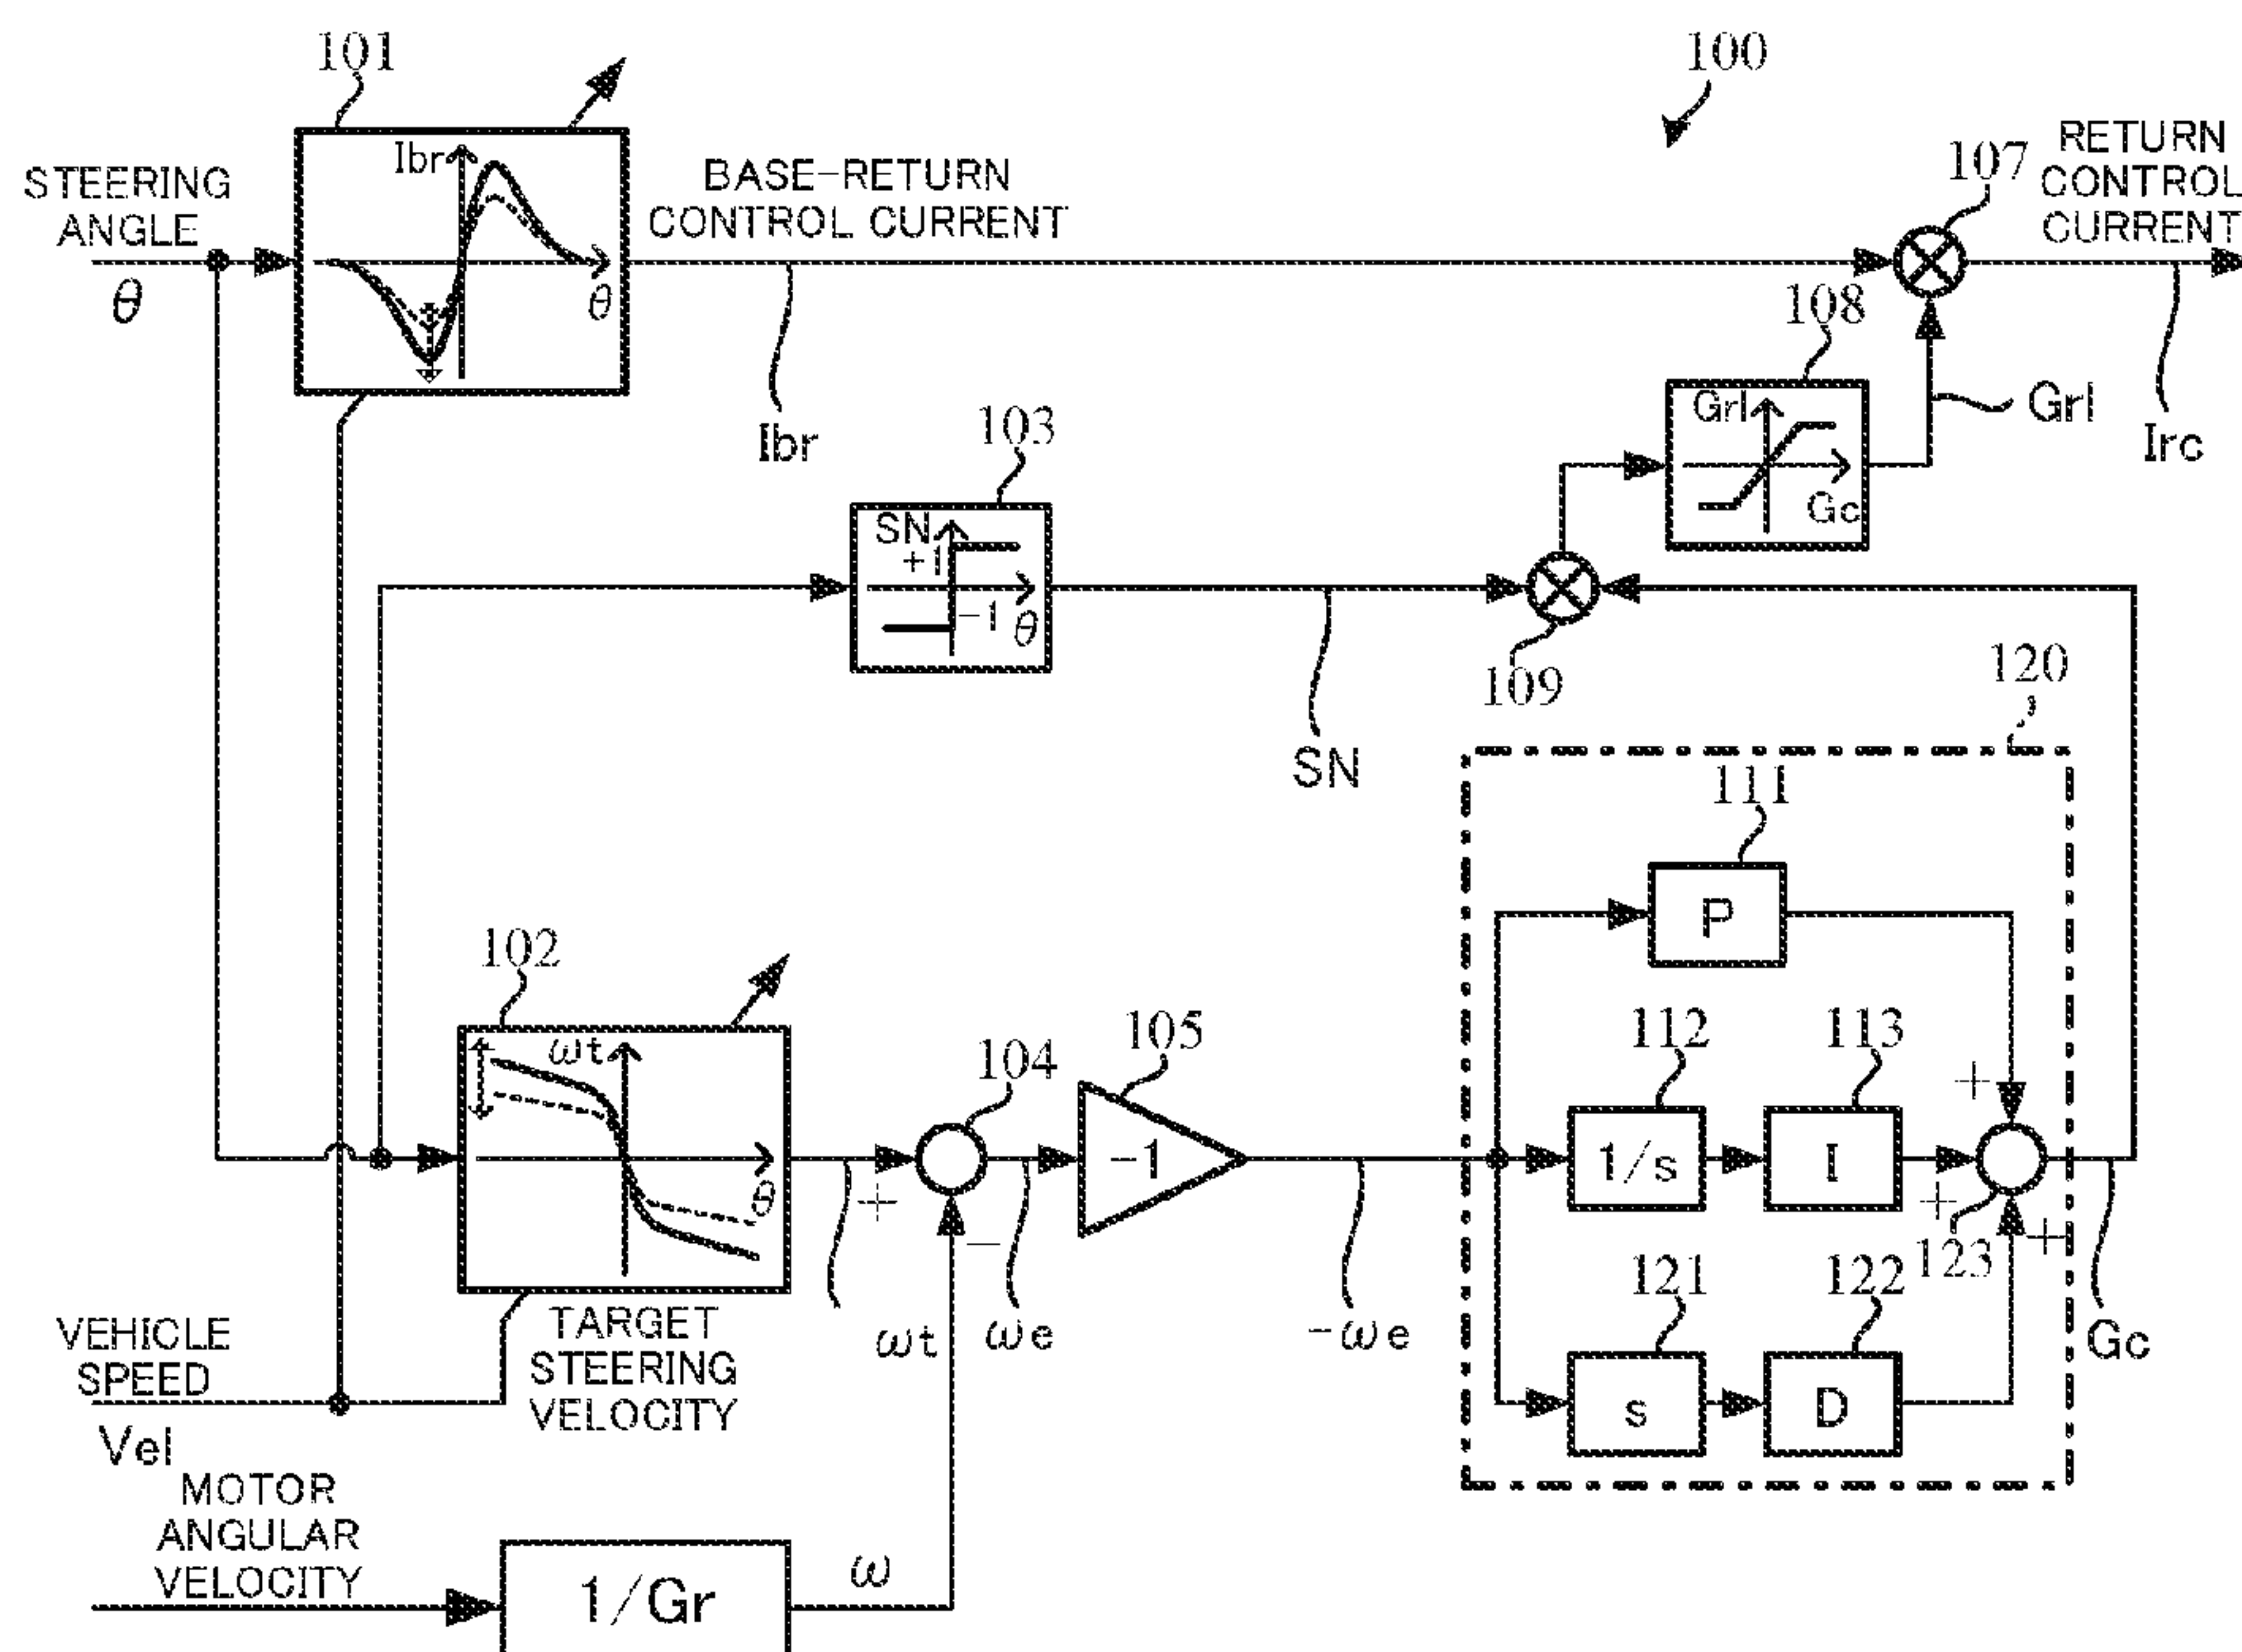 101
100
STEERING
ANGLE
θ
Ibr
θ
BASE-RETURN
CONTROL CURRENT
Ibr
107
RETURN
CONTROL
CURRENT
Irc
108
Grl
Gc
Grl
103
SN
+1
-1
θ
SN
109
120
111
P
102
ωt
θ
104
105
-1
112
1/s
113
I
+
+
+
123
121
s
122
D
Gc
+
-
ωt
ωe
-ωe
TARGET
STEERING
VELOCITY
VEHICLE
SPEED
Vel
MOTOR
ANGULAR
VELOCITY
1/Gr
ω